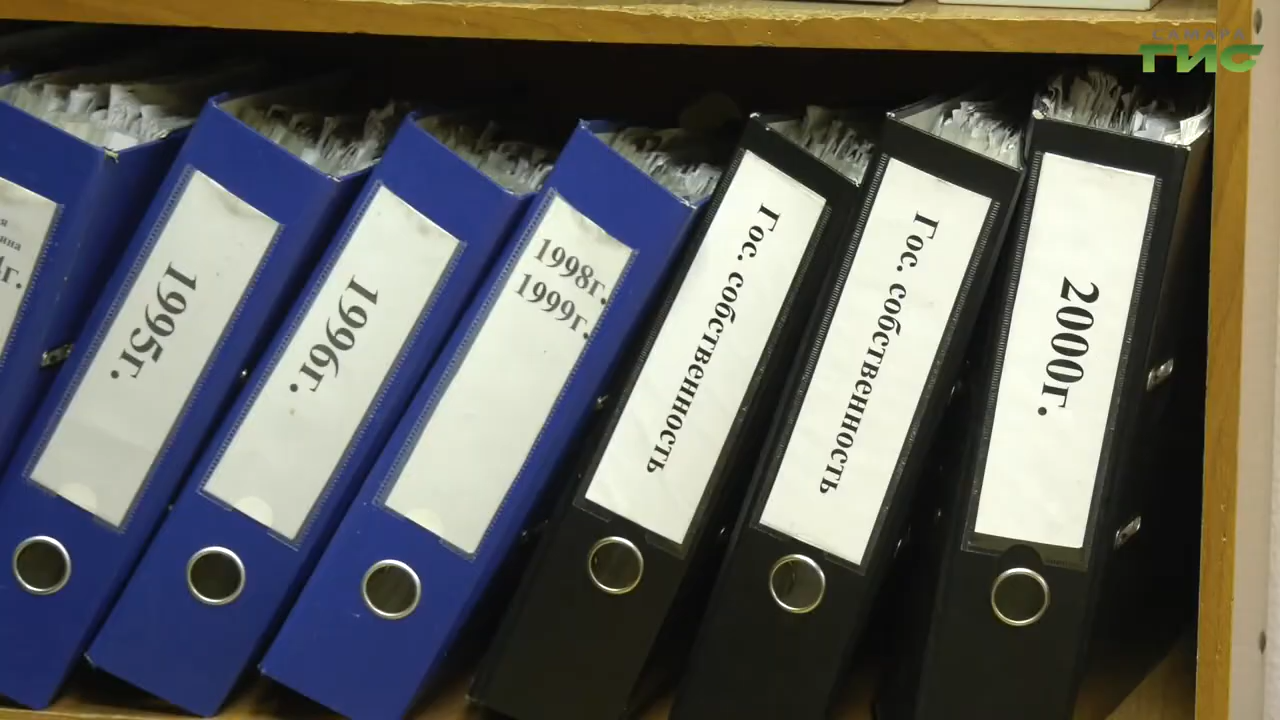 САМАРА
ГИС
1995г.
1996г.
1998г.
1999г.
Гос. собственность
Гос. собственность
2000г.